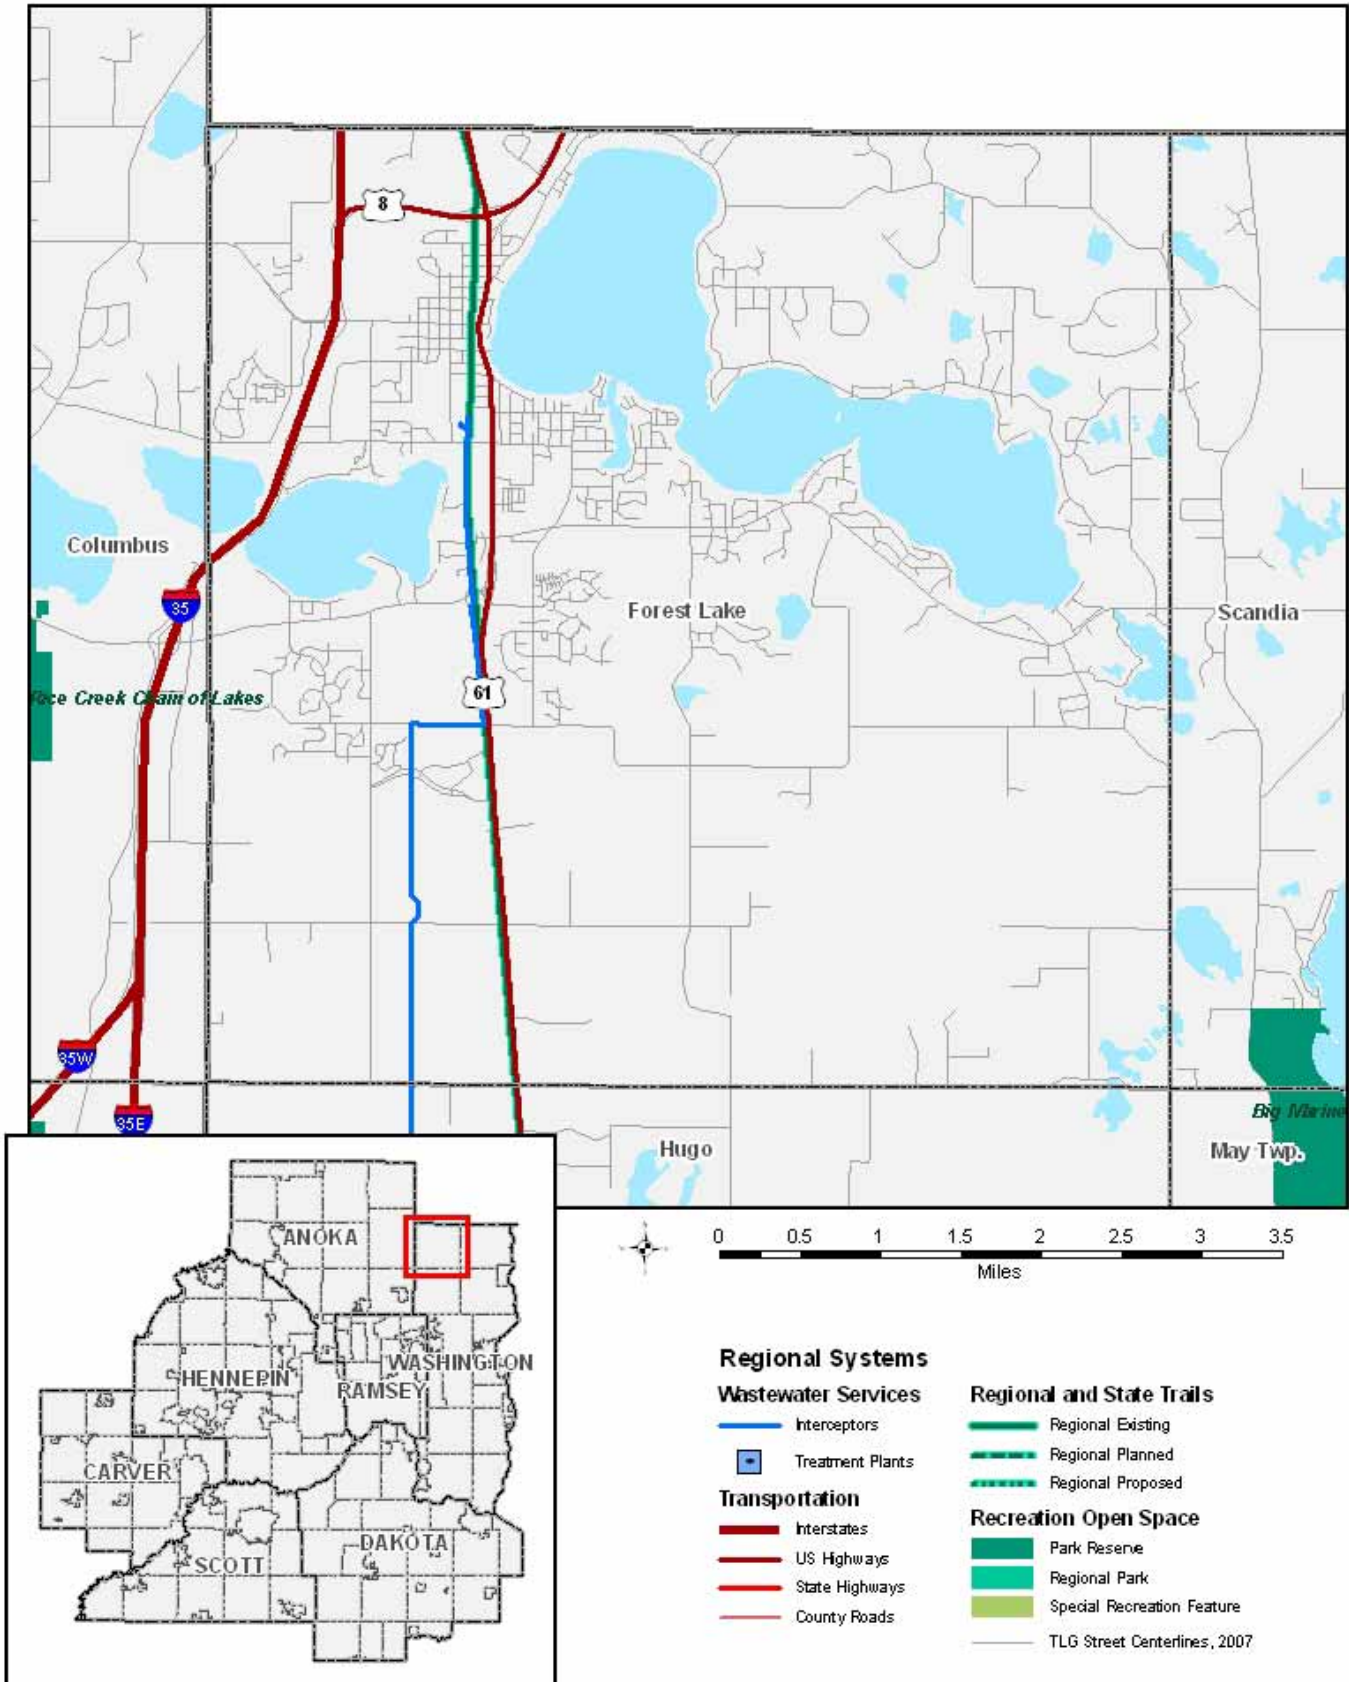 8
Columbus
35
Forest Lake
Scandia
61
Rice Creek Chain of Lakes
35W
35E
Big Marine
Hugo
May Twp.
ANOKA
WASHINGTON
HENNEPIN
RAMSEY
CARVER
DAKOTA
SCOTT
0 0.5 1 1.5 2 2.5 3 3.5
Miles
Regional Systems
Wastewater Services
Interceptors
Treatment Plants
Transportation
Interstates
US Highways
State Highways
County Roads
Regional and State Trails
Regional Existing
Regional Planned
Regional Proposed
Recreation Open Space
Park Reserve
Regional Park
Special Recreation Feature
TLG Street Centerlines, 2007